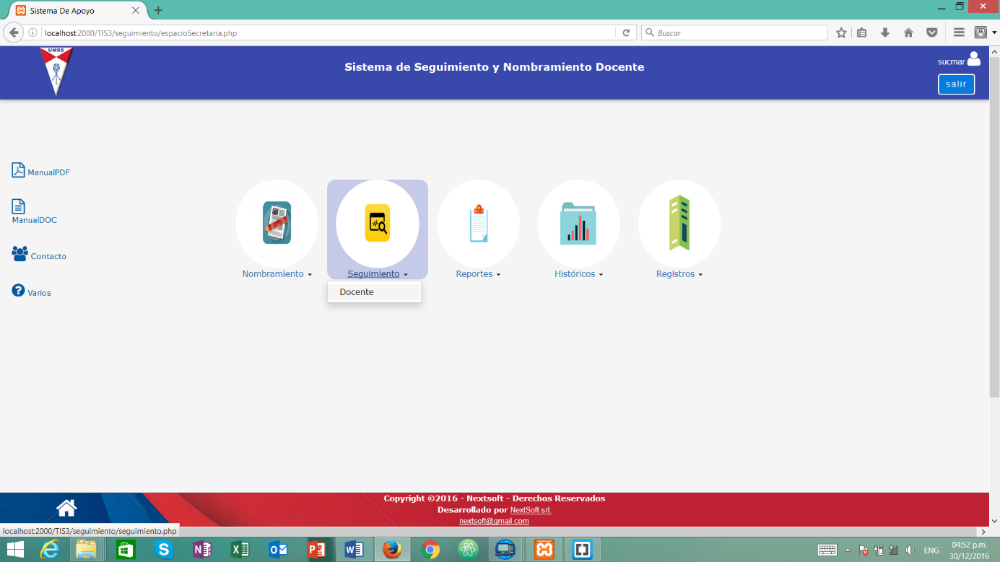 Sistema De Apoyo
localhost:2000/TIS3/seguimiento/espacioSecretaria.php
Buscar
UMSS
Sistema de Seguimiento y Nombramiento Docente
sucmar
salir
ManualPDF
ManualDOC
Contacto
Varios
Nombramiento
Seguimiento
Reportes
Históricos
Registros
Docente
Copyright ©2016 - Nextsoft - Derechos Reservados
Desarrollado por NextSoft srl.
nextsoft@gmail.com
localhost:2000/TIS3/seguimiento/seguimiento.php
ENG
04:52 p.m.
30/12/2016